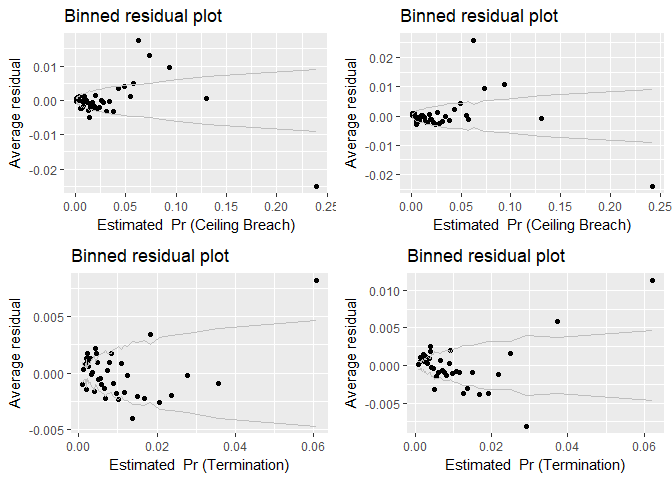 Binned residual plot
Average residual
0.01
0.00
-0.01
-0.02
0.00 0.05 0.10 0.15 0.20 0.25
Estimated Pr (Ceiling Breach)
Binned residual plot
Average residual
0.02
0.01
0.00
-0.01
-0.02
0.00 0.05 0.10 0.15 0.20 0.25
Estimated Pr (Ceiling Breach)
Binned residual plot
Average residual
0.005
0.000
-0.005
0.00 0.02 0.04 0.06
Estimated Pr (Termination)
Binned residual plot
Average residual
0.010
0.005
0.000
-0.005
0.00 0.02 0.04 0.06
Estimated Pr (Termination)